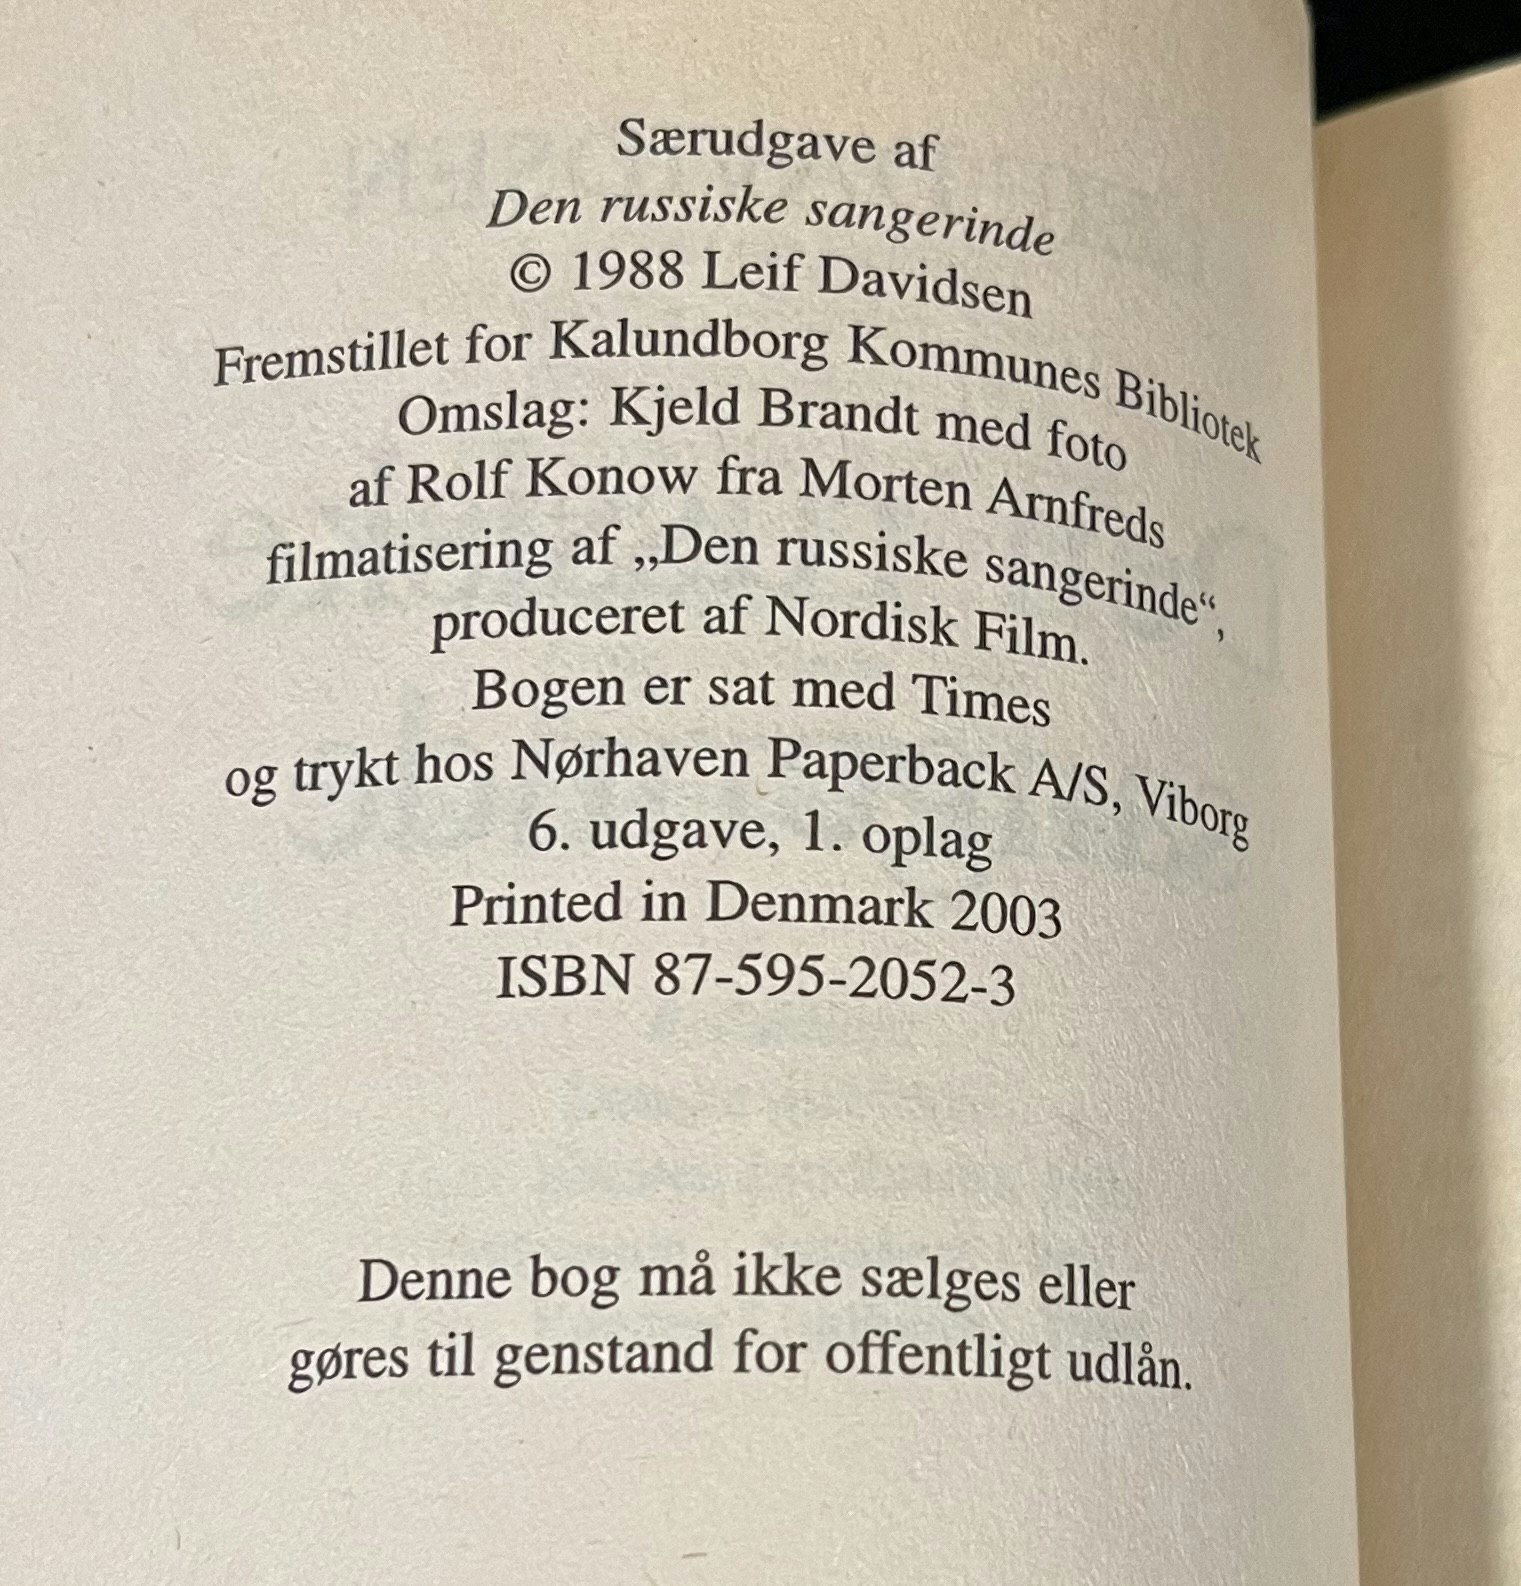 Særudgave af
Den russiske sangerinde
© 1988 Leif Davidsen
Fremstillet for Kalundborg Kommunes Bibliotek
Omslag: Kjeld Brandt med foto
af Rolf Konow fra Morten Arnfreds
filmatisering af „Den russiske sangerinde“,
produceret af Nordisk Film.
Bogen er sat med Times
og trykt hos Nørhaven Paperback A/S, Viborg
6. udgave, 1. oplag
Printed in Denmark 2003
ISBN 87-595-2052-3
Denne bog må ikke sælges eller
gøres til genstand for offentligt udlån.